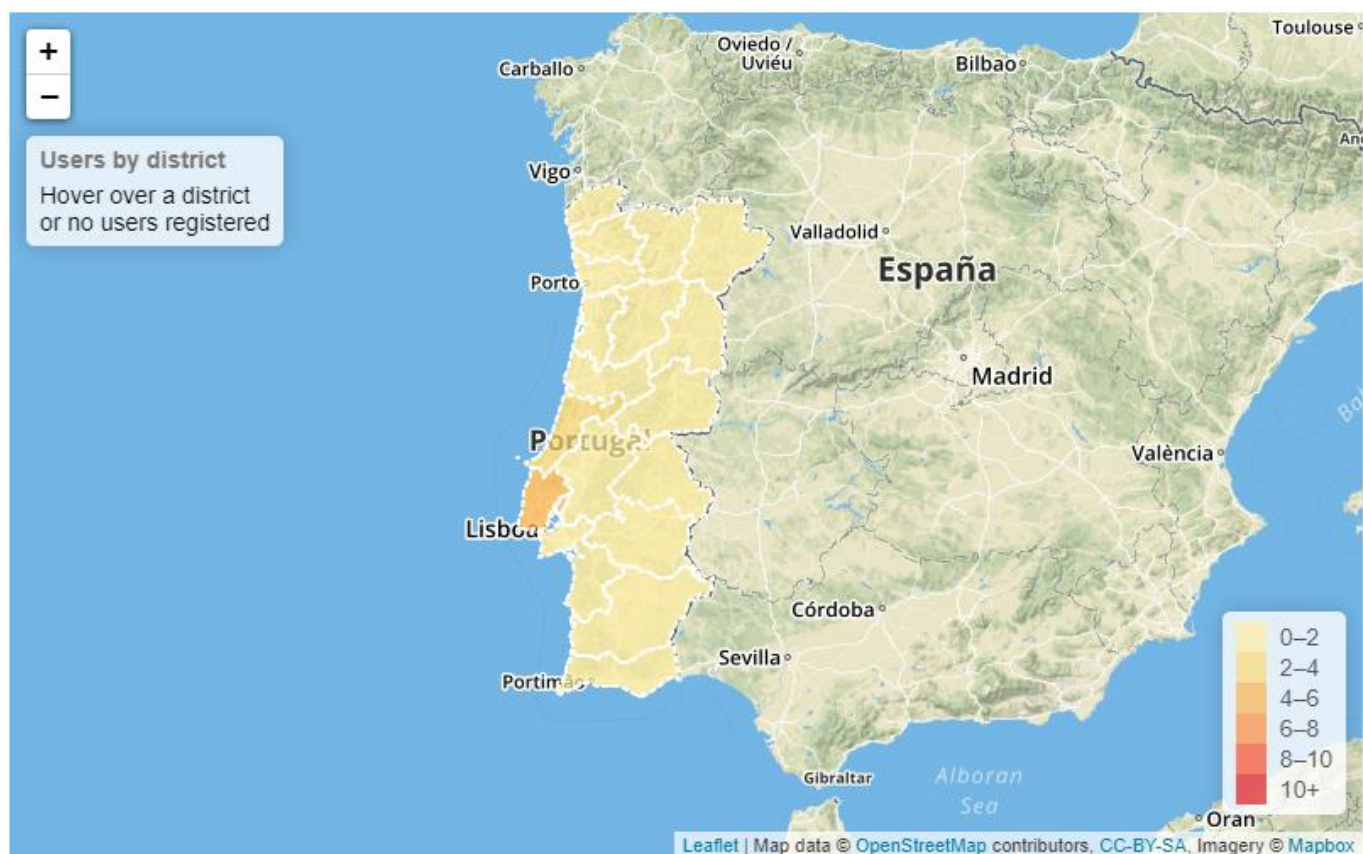 +
−
Users by district
Hover over a district
or no users registered
Toulouse
Oviedo /
Uviéu
Bilbao
Carballo
Vigo
Valladolid
España
Porto
Madrid
Portugal
València
Lisboa
Córdoba
Sevilla
Portimão
Gibraltar
Alboran
Sea
Oran
0–2
2–4
4–6
6–8
8–10
10+
Leaflet | Map data © OpenStreetMap contributors, CC-BY-SA, Imagery © Mapbox